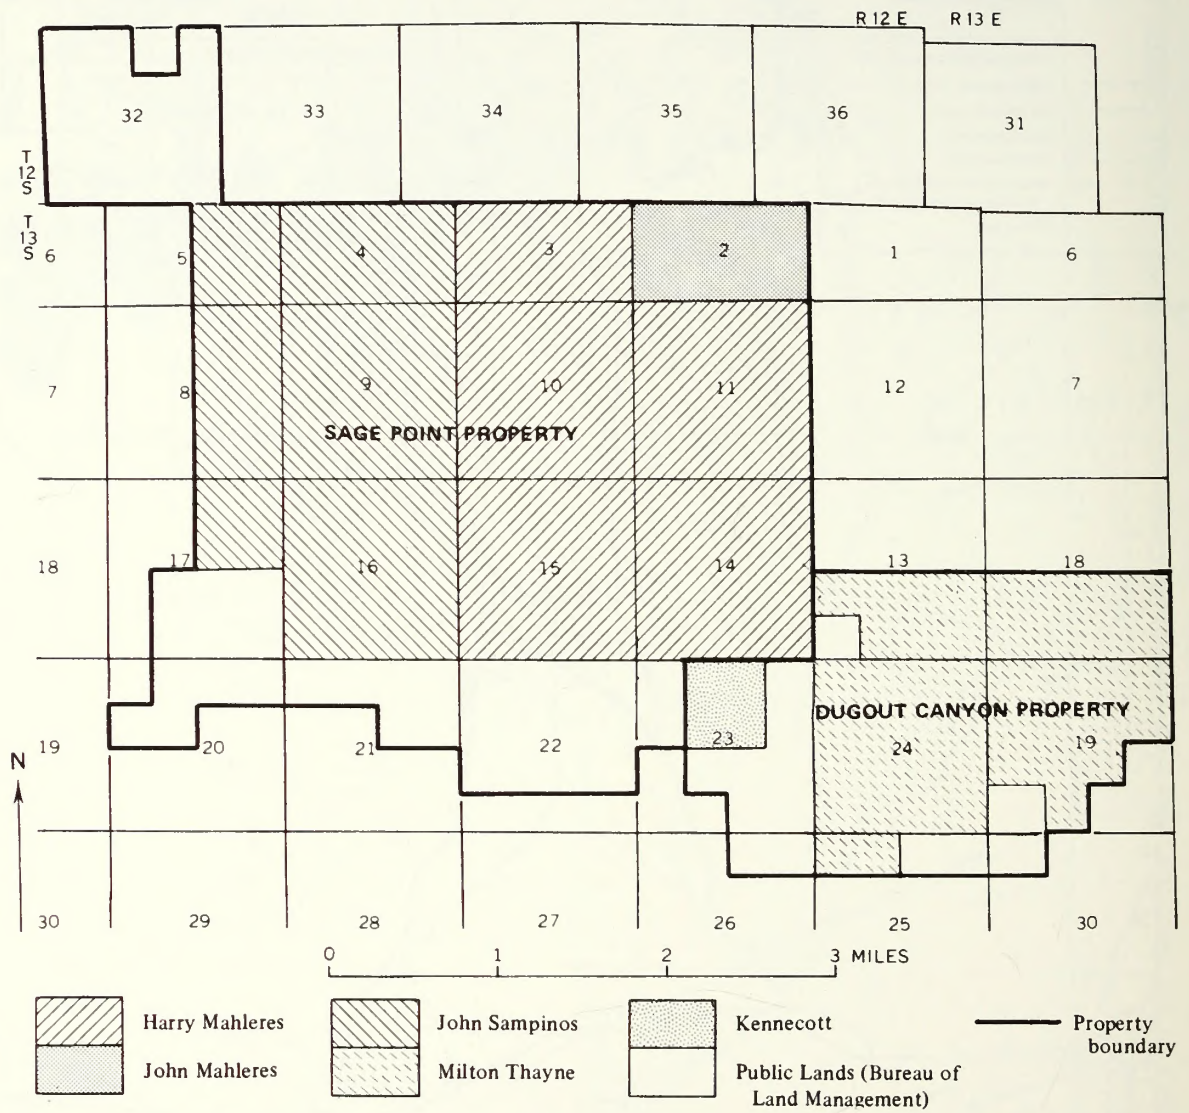 R 12 E R 13 E
32 33 34 35 36 31
T
12
S
T
13
S
6 5 4 3 2 1 6
7 8 9 10 11 12 7
SAGE POINT PROPERTY
18 17 16 15 14 13 18
DUGOUT CANYON PROPERTY
19 20 21 22 23 24 19
N
30 29 28 27 26 25 30
0 1 2 3 MILES
Harry Mahleres
John Mahleres
John Sampinos
Milton Thayne
Kennecott
Public Lands (Bureau of
Land Management)
Property
boundary